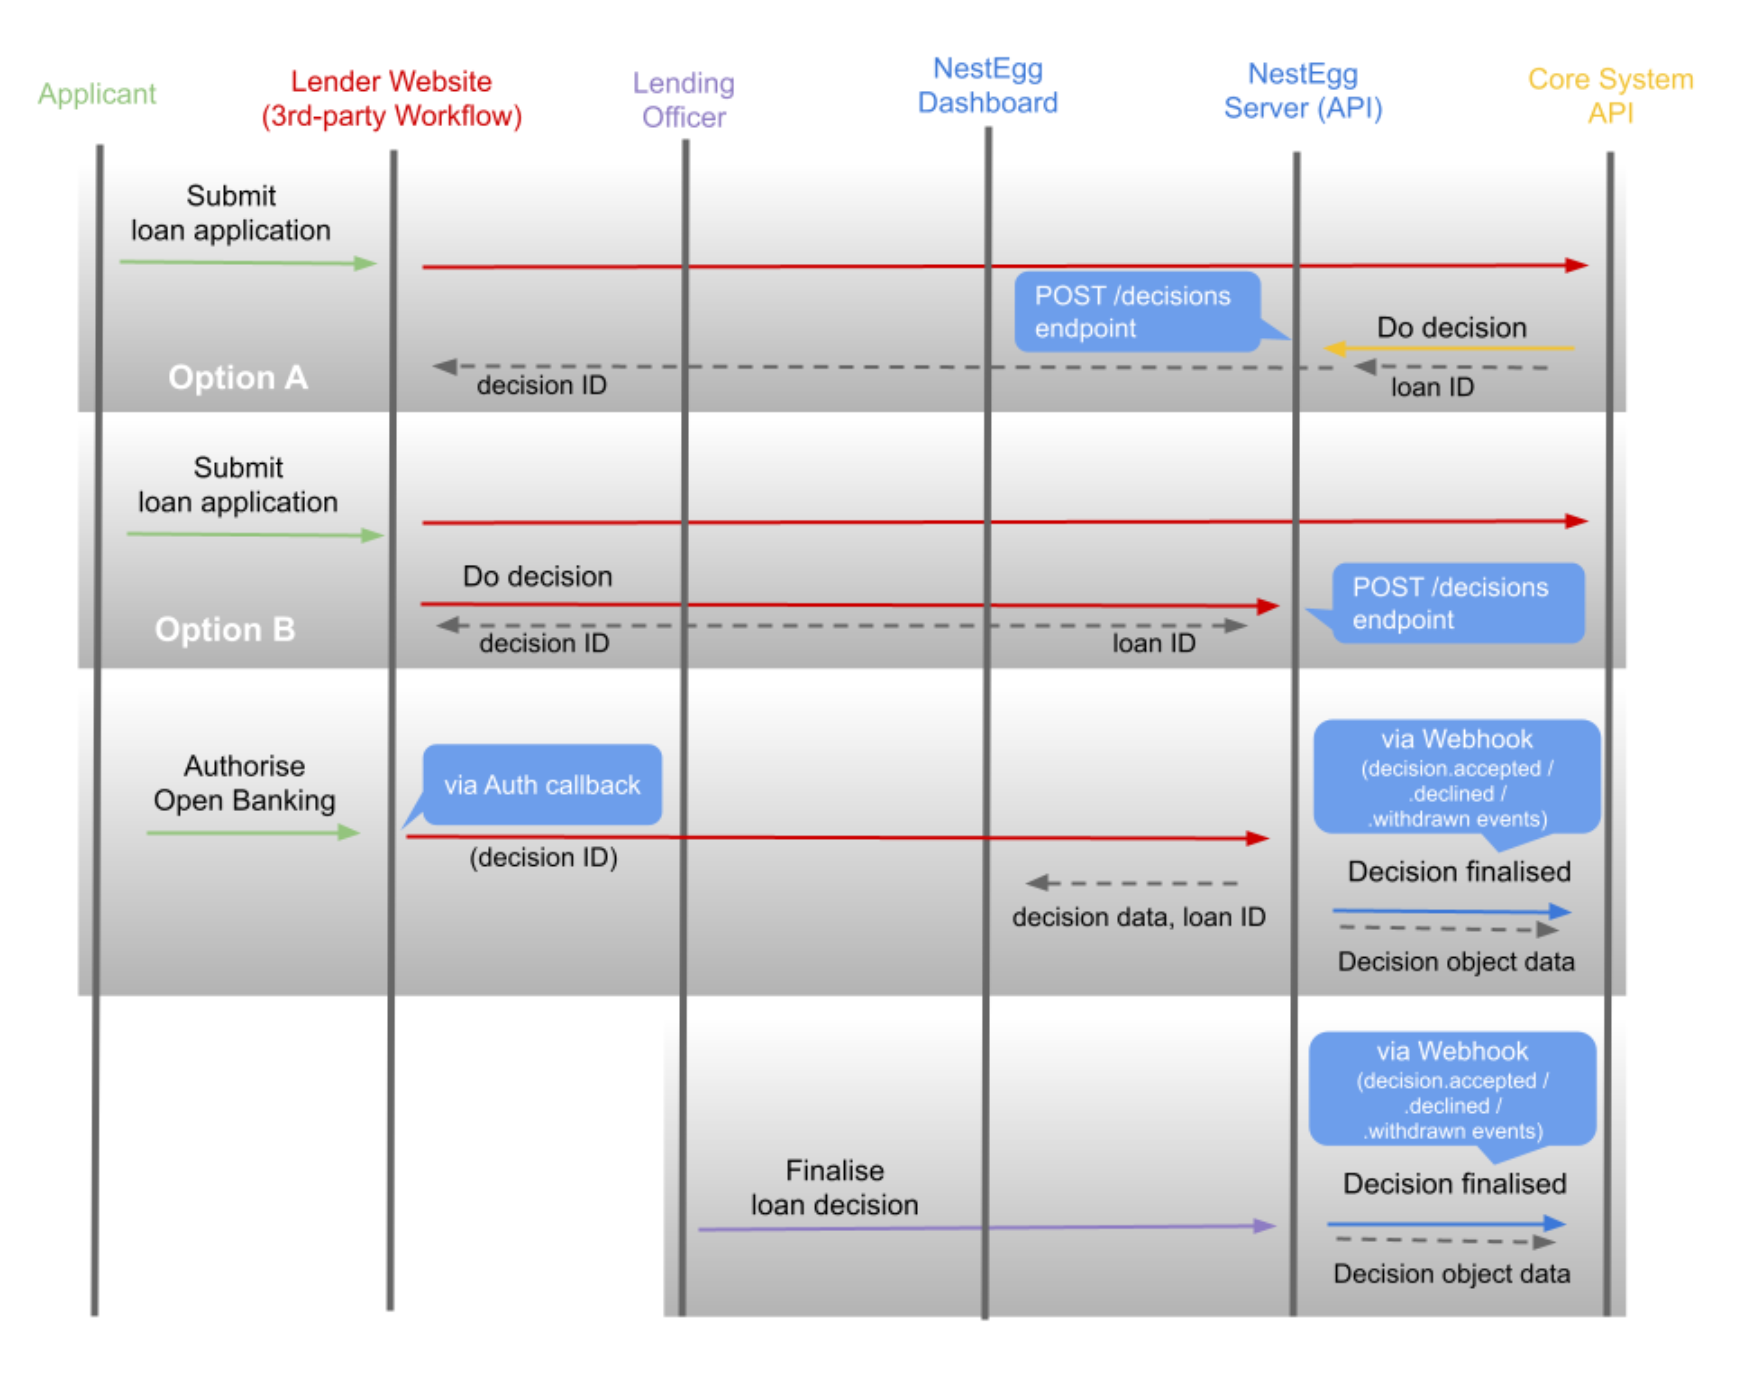 Applicant
Lender Website
(3rd-party Workflow)
Lending
Officer
NestEgg
Dashboard
NestEgg
Server (API)
Core System
API
Submit
loan application
POST /decisions
endpoint
Do decision
Option A
decision ID
loan ID
Submit
loan application
Do decision
POST /decisions
endpoint
Option B
decision ID
loan ID
Authorise
Open Banking
via Auth callback
(decision ID)
decision data, loan ID
via Webhook
(decision.accepted /
.declined /
.withdrawn events)
Decision finalised
Decision object data
Finalise
loan decision
via Webhook
(decision.accepted /
.declined /
.withdrawn events)
Decision finalised
Decision object data